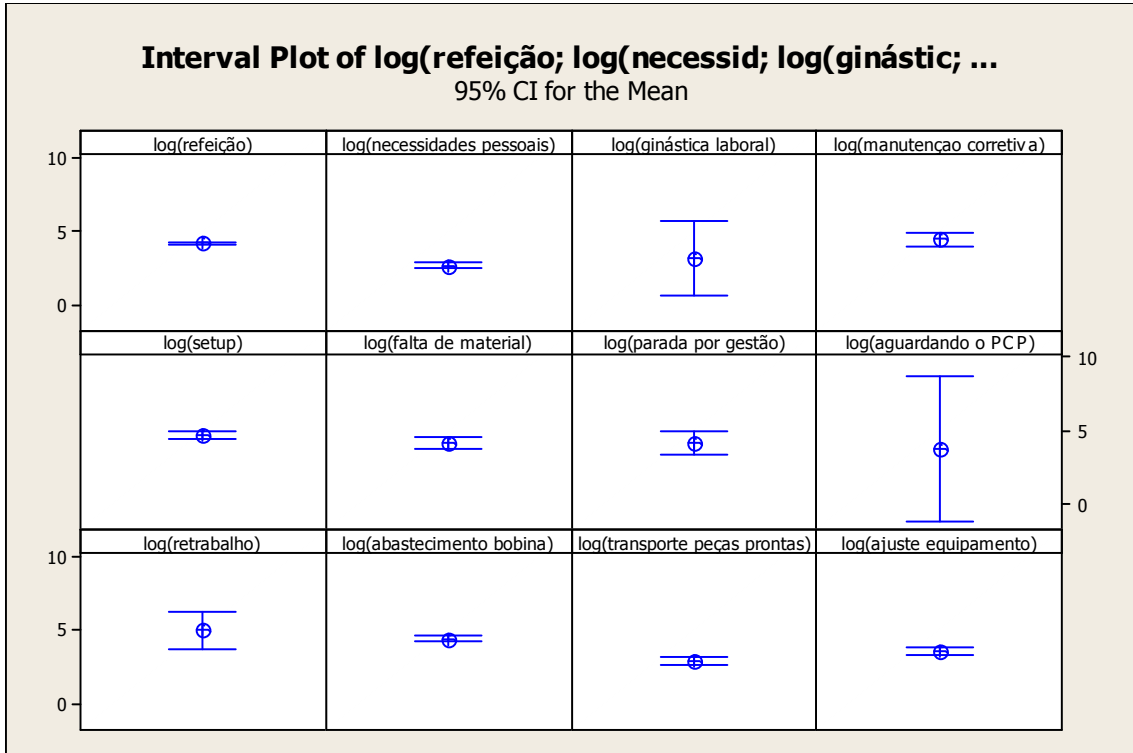 Interval Plot of log(refeição; log(necessid; log(ginástic; ...
95% CI for the Mean
log(refeição) log(necessidades pessoais) log(ginástica laboral) log(manutençao corretiva)
10
5
0
log(setup) log(falta de material) log(parada por gestão) log(aguardando o PCP)
10
5
0
log(retrabalho) log(abastecimento bobina) log(transporte peças prontas) log(ajuste equipamento)
10
5
0